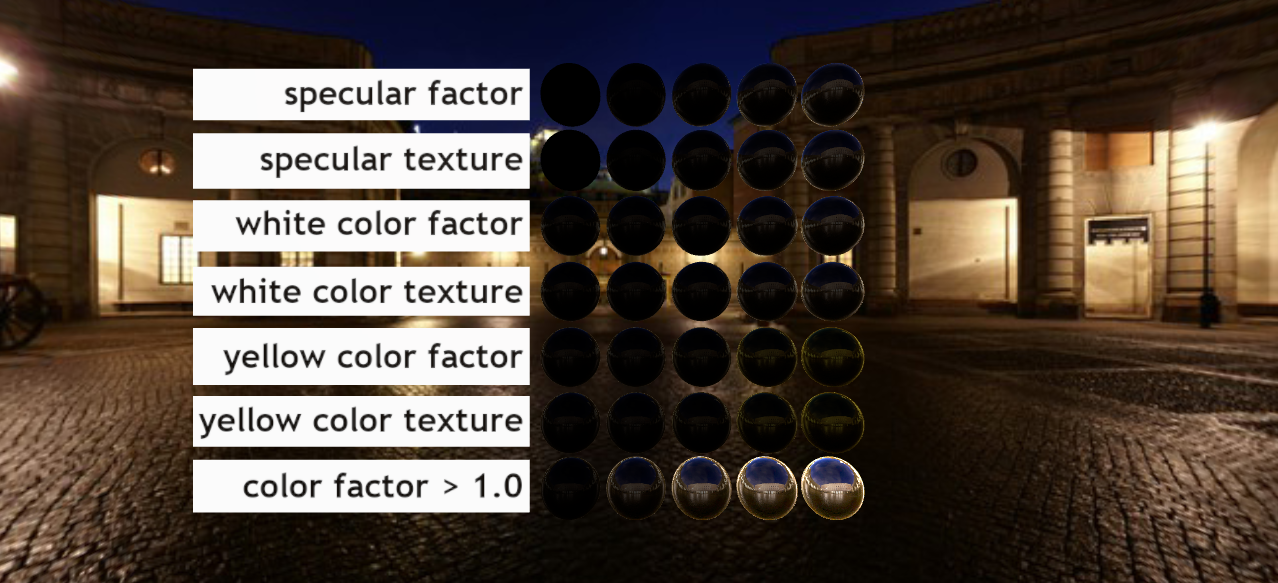 specular factor
specular texture
white color factor
white color texture
yellow color factor
yellow color texture
color factor > 1.0